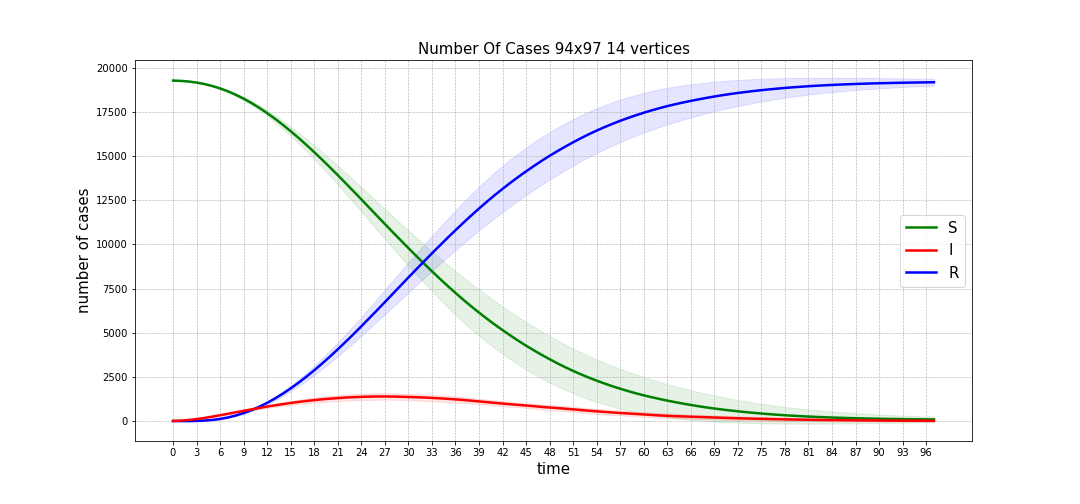 Number Of Cases 94x97 14 vertices
20000
17500
15000
12500
10000
7500
5000
2500
0
number of cases
S
I
R
0 3 6 9 12 15 18 21 24 27 30 33 36 39 42 45 48 51 54 57 60 63 66 69 72 75 78 81 84 87 90 93 96
time